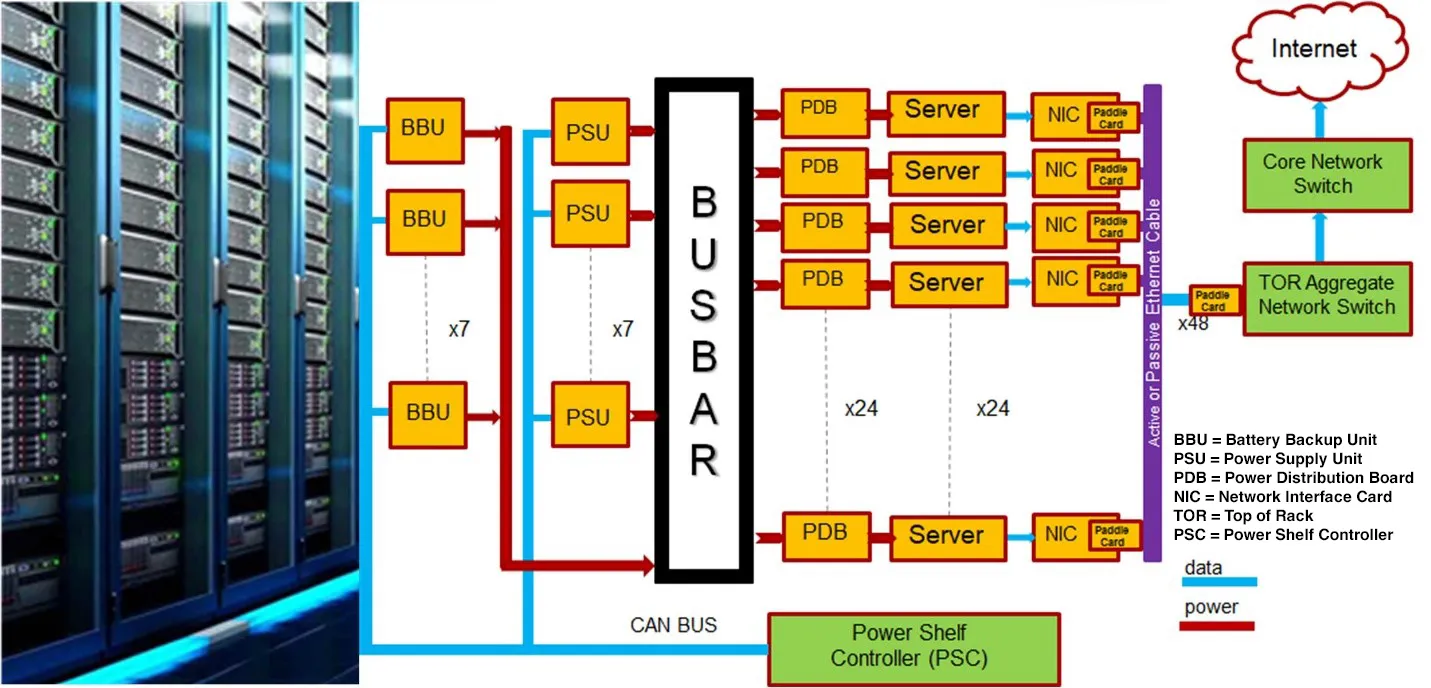 Internet
Core Network
Switch
TOR Aggregate
Network Switch
Paddle
Card
x48
BBU
BBU
BBU
x7
PSU
PSU
PSU
x7
BUSBAR
PDB
Server
NIC
Paddle
Card
PDB
Server
NIC
Paddle
Card
PDB
Server
NIC
Paddle
Card
PDB
Server
NIC
Paddle
Card
x24
x24
PDB
Server
NIC
Paddle
Card
Active or Passive Ethernet Cable
CAN BUS
Power Shelf
Controller (PSC)
BBU = Battery Backup Unit
PSU = Power Supply Unit
PDB = Power Distribution Board
NIC = Network Interface Card
TOR = Top of Rack
PSC = Power Shelf Controller
data
power